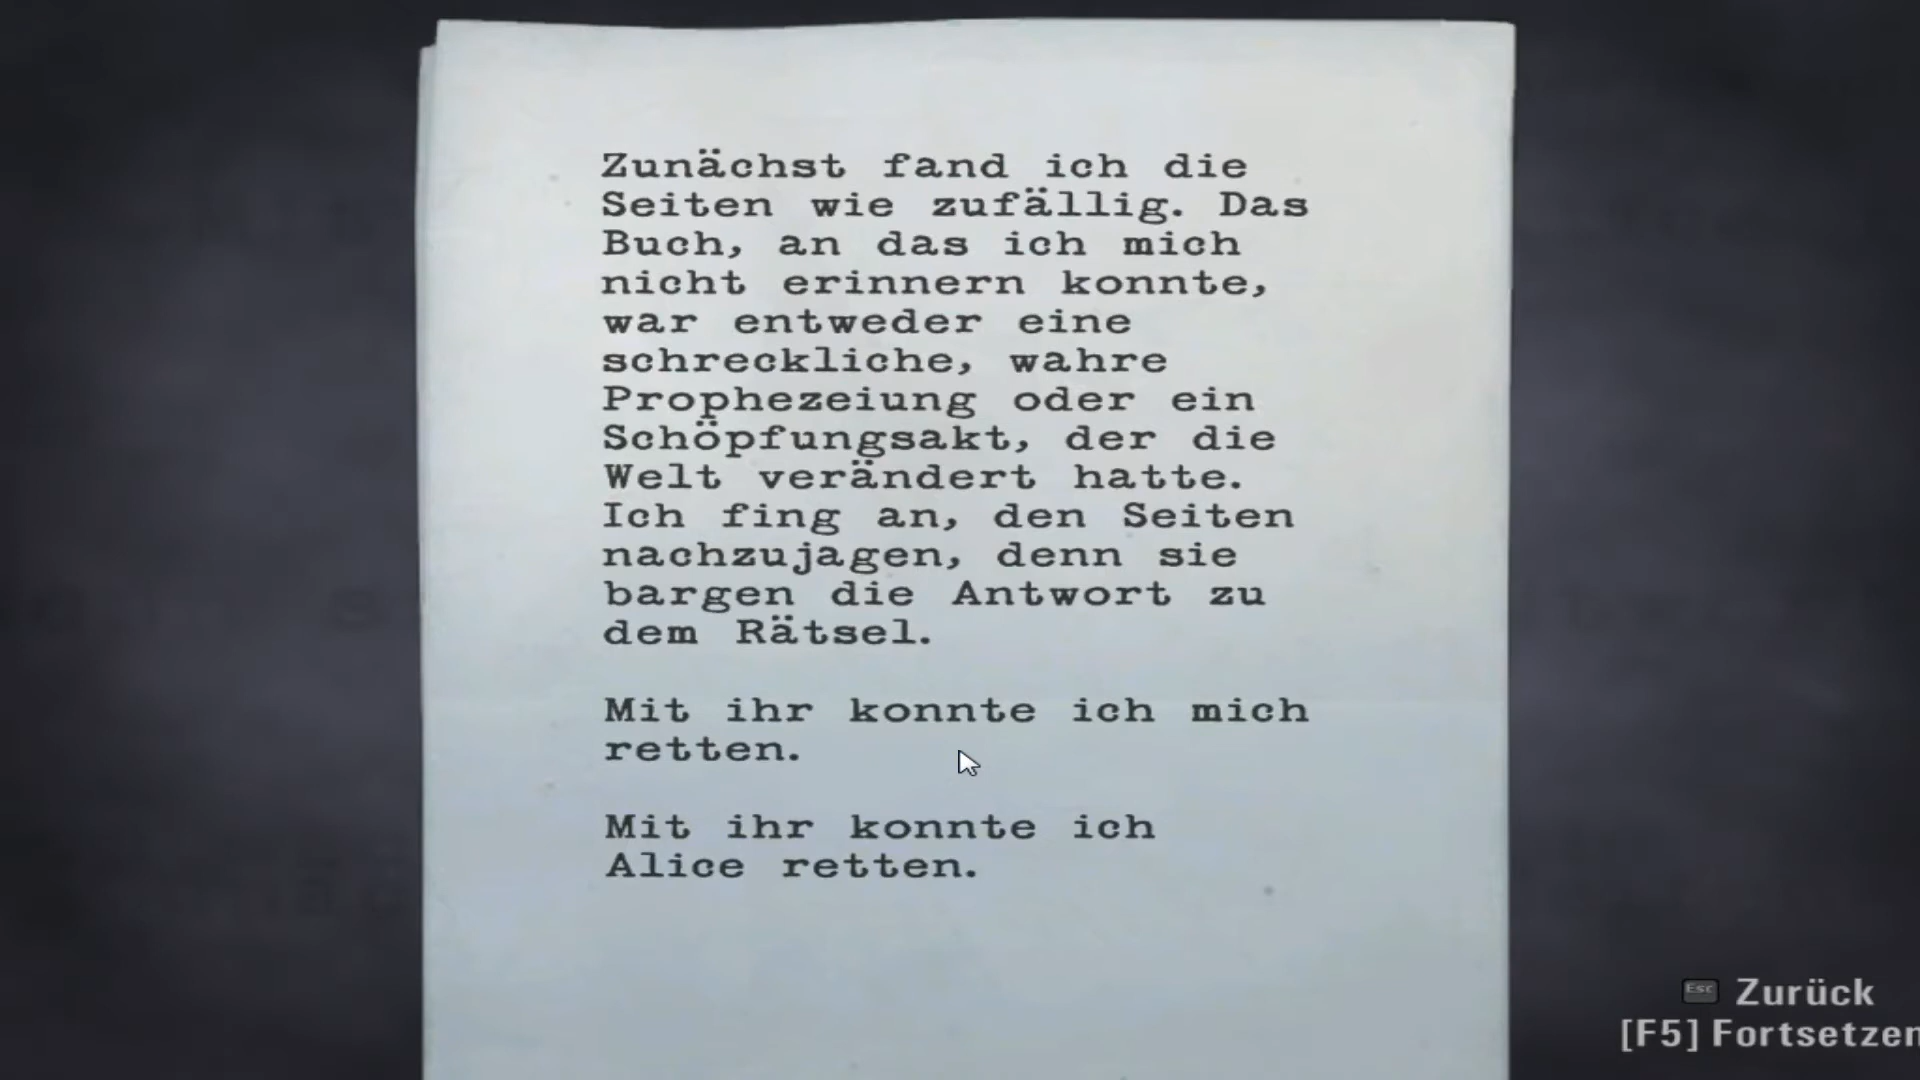 Zunächst fand ich die
Seiten wie zufällig. Das
Buch, an das ich mich
nicht erinnern konnte,
war entweder eine
schreckliche, wahre
Prophezeiung oder ein
Schöpfungsakt, der die
Welt verändert hatte.
Ich fing an, den Seiten
nachzujagen, denn sie
bargen die Antwort zu
dem Rätsel.
Mit ihr konnte ich mich
retten.
Mit ihr konnte ich
Alice retten.
Esc Zurück
[F5] Fortsetzen